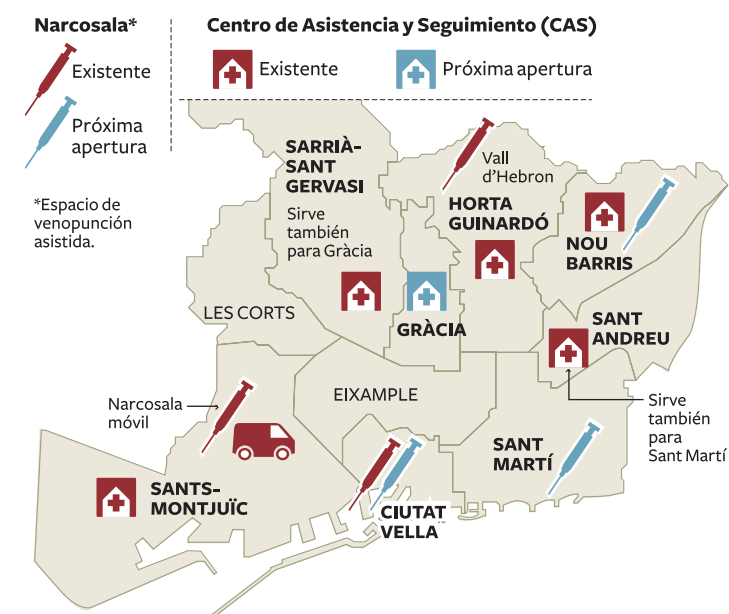 Narcosala*
Existente
Próxima
apertura
*Espacio de
venopunción
asistida.
Centro de Asistencia y Seguimiento (CAS)
Existente
Próxima apertura
SARRIÀ-
SANT
GERVASI
Sirve
también
para Gràcia
Vall
d’Hebron
HORTA
GUINARDÓ
NOU
BARRIS
LES CORTS
GRÀCIA
SANT
ANDREU
EIXAMPLE
Narcosala
móvil
Sirve
también
para
Sant Martí
SANT
MARTÍ
SANTS-
MONTJUÏC
CIUTAT
VELLA